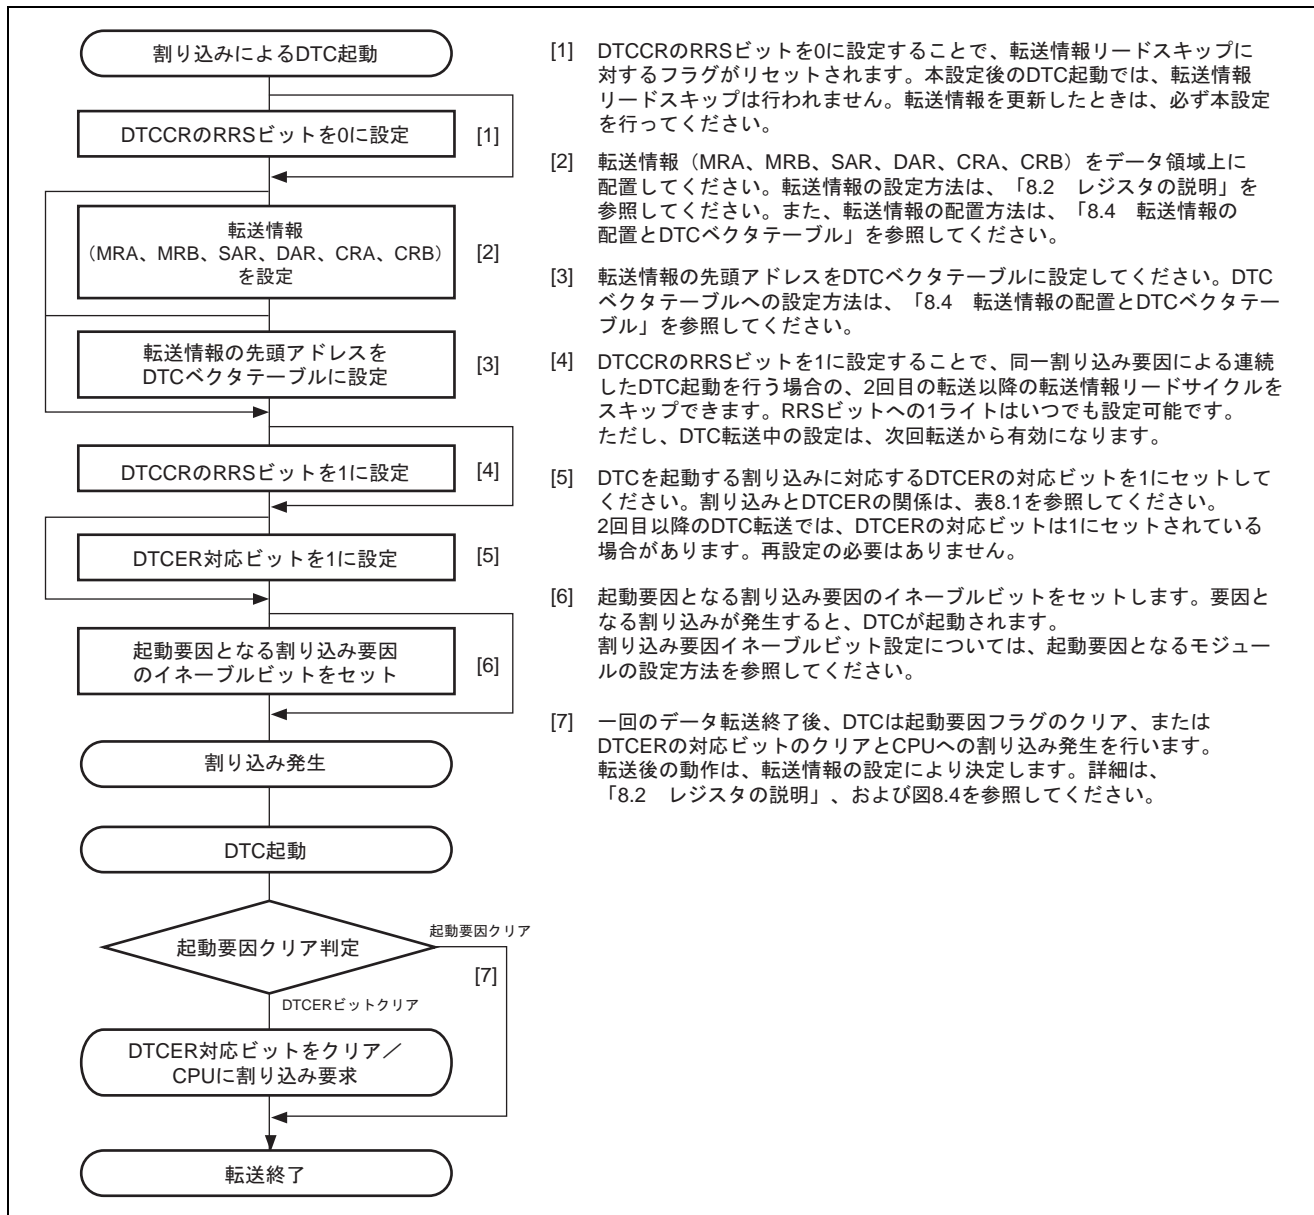 割り込みによるDTC起動
DTCCRのRRSビットを0に設定
[1]
転送情報
（MRA、MRB、SAR、DAR、CRA、CRB）
を設定
[2]
転送情報の先頭アドレスを
DTCベクタテーブルに設定
[3]
DTCCRのRRSビットを1に設定
[4]
DTCER対応ビットを1に設定
[5]
起動要因となる割り込み要因
のイネーブルビットをセット
[6]
割り込み発生
DTC起動
起動要因クリア判定
起動要因クリア
[7]
DTCERビットクリア
DTCER対応ビットをクリア／
CPUに割り込み要求
転送終了
[1] DTCCRのRRSビットを0に設定することで、転送情報リードスキップに
対するフラグがリセットされます。本設定後のDTC起動では、転送情報
リードスキップは行われません。転送情報を更新したときは、必ず本設定
を行ってください。
[2] 転送情報（MRA、MRB、SAR、DAR、CRA、CRB）をデータ領域上に
配置してください。転送情報の設定方法は、「8.2　レジスタの説明」を
参照してください。また、転送情報の配置方法は、「8.4　転送情報の
配置とDTCベクタテーブル」を参照してください。
[3] 転送情報の先頭アドレスをDTCベクタテーブルに設定してください。DTC
ベクタテーブルへの設定方法は、「8.4　転送情報の配置とDTCベクタテー
ブル」を参照してください。
[4] DTCCRのRRSビットを1に設定することで、同一割り込み要因による連続
したDTC起動を行う場合の、2回目の転送以降の転送情報リードサイクルを
スキップできます。RRSビットへの1ライトはいつでも設定可能です。
ただし、DTC転送中の設定は、次回転送から有効になります。
[5] DTCを起動する割り込みに対応するDTCERの対応ビットを1にセットして
ください。割り込みとDTCERの関係は、表8.1を参照してください。
2回目以降のDTC転送では、DTCERの対応ビットは1にセットされている
場合があります。再設定の必要はありません。
[6] 起動要因となる割り込み要因のイネーブルビットをセットします。要因と
なる割り込みが発生すると、DTCが起動されます。
割り込み要因イネーブルビット設定については、起動要因となるモジュー
ルの設定方法を参照してください。
[7] 一回のデータ転送終了後、DTCは起動要因フラグのクリア、または
DTCERの対応ビットのクリアとCPUへの割り込み発生を行います。
転送後の動作は、転送情報の設定により決定します。詳細は、
「8.2　レジスタの説明」、および図8.4を参照してください。